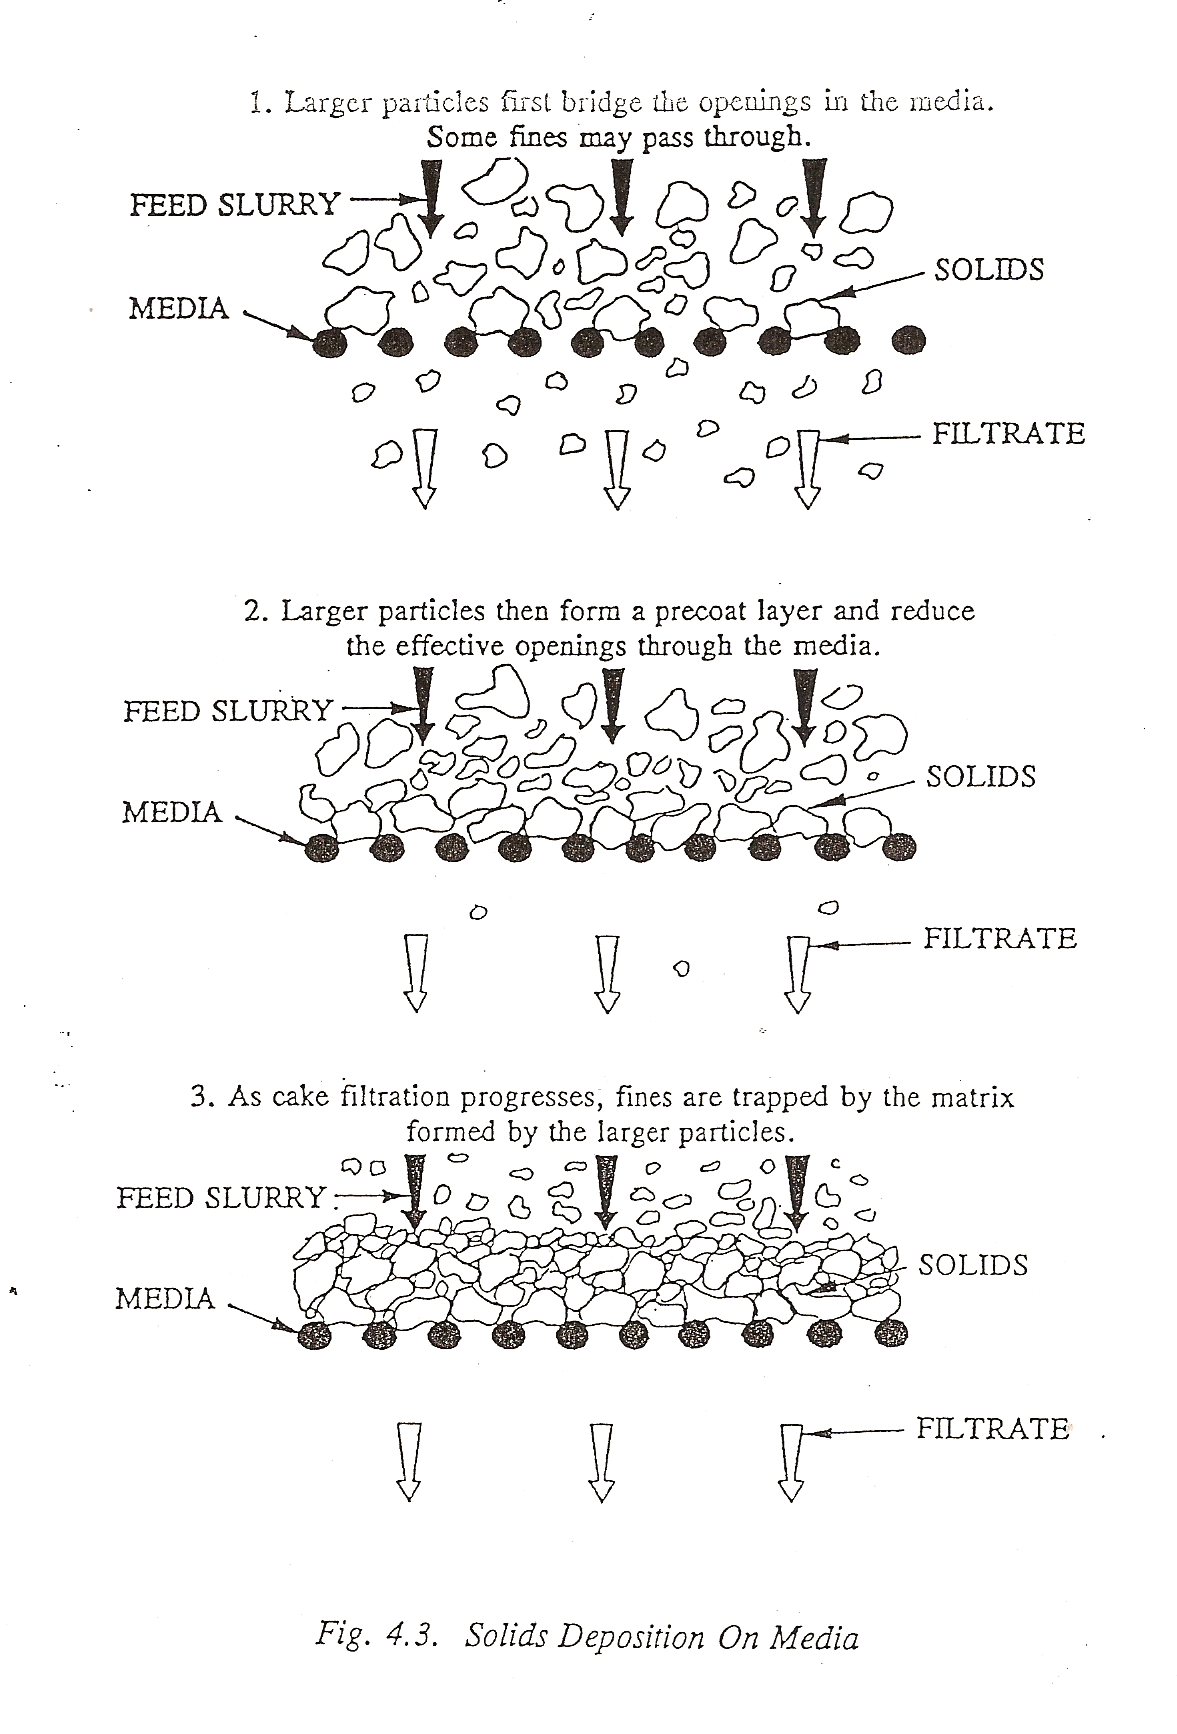 1. Larger particles first bridge the openings in the media.
Some fines may pass through.
FEED SLURRY
SOLIDS
MEDIA
FILTRATE
2. Larger particles then form a precoat layer and reduce
the effective openings through the media.
FEED SLURRY
SOLIDS
MEDIA
FILTRATE
3. As cake filtration progresses, fines are trapped by the matrix
formed by the larger particles.
FEED SLURRY
SOLIDS
MEDIA
FILTRATE
Fig. 4.3. Solids Deposition On Media